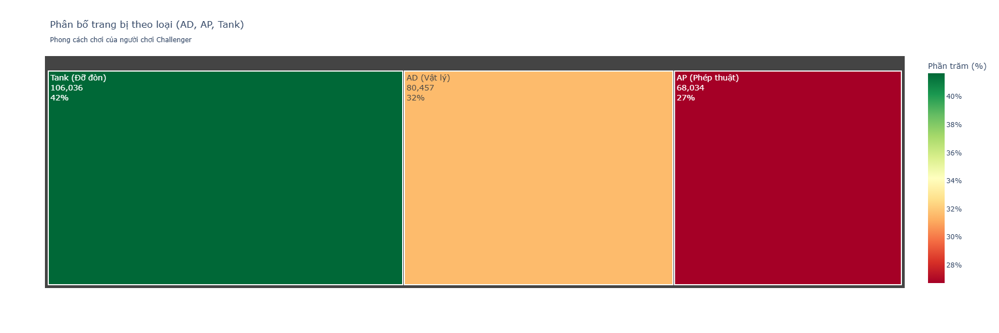 Phân bổ trang bị theo loại (AD, AP, Tank)
Phong cách chơi của người chơi Challenger
Tank (Đỡ đòn)
106,036
42%
AD (Vật lý)
80,457
32%
AP (Phép thuật)
68,034
27%
Phần trăm (%)
40%
38%
36%
34%
32%
30%
28%